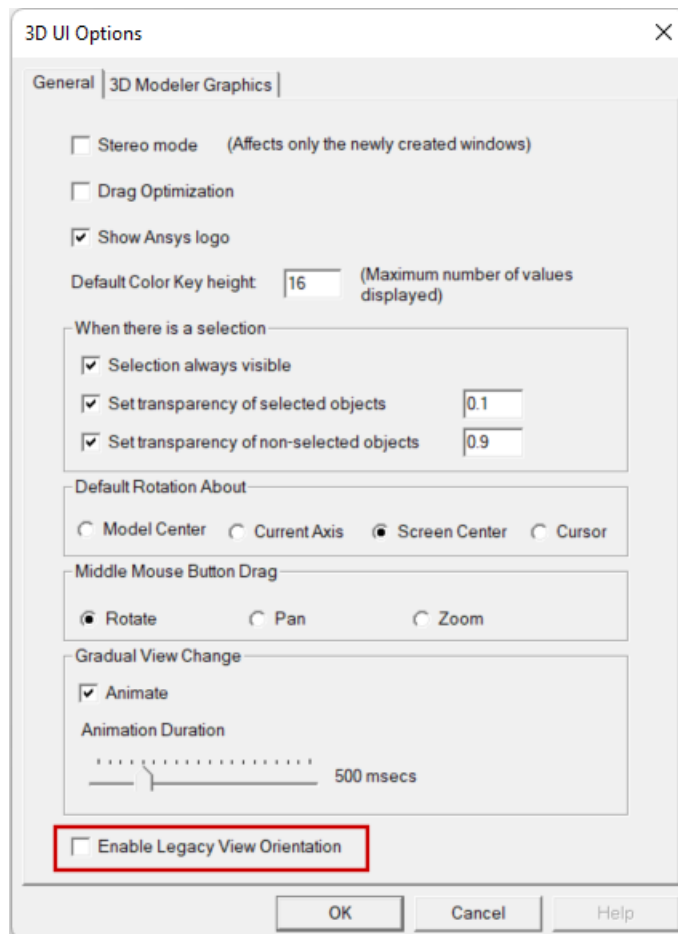 3D UI Options
General
3D Modeler Graphics
Stereo mode (Affects only the newly created windows)
Drag Optimization
Show Ansys logo
Default Color Key height: 16 (Maximum number of values
displayed)
When there is a selection
Selection always visible
Set transparency of selected objects 0.1
Set transparency of non-selected objects 0.9
Default Rotation About
Model Center Current Axis Screen Center Cursor
Middle Mouse Button Drag
Rotate Pan Zoom
Gradual View Change
Animate
Animation Duration
500 msecs
Enable Legacy View Orientation
OK Cancel Help